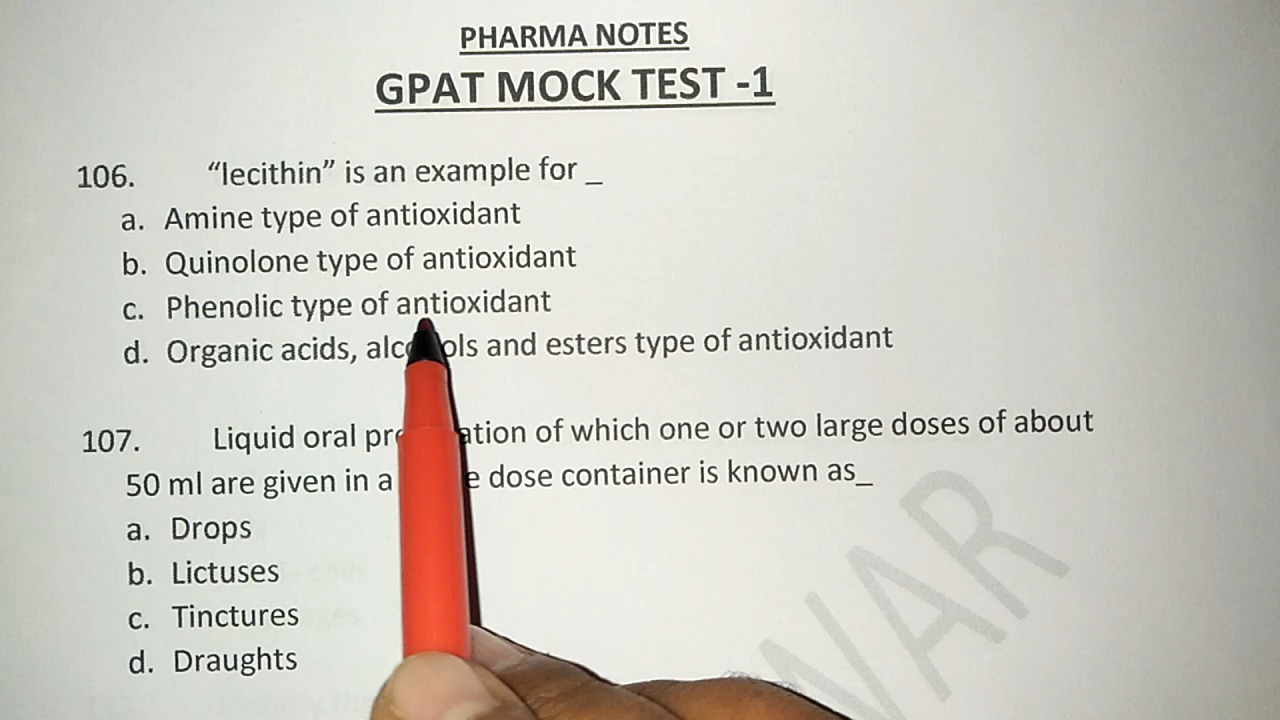 PHARMA NOTES
GPAT MOCK TEST -1
106. “lecithin” is an example for _
a. Amine type of antioxidant
b. Quinolone type of antioxidant
c. Phenolic type of antioxidant
d. Organic acids, and esters type of antioxidant
107. Liquid oral of which one or two large doses of about
50 ml are given in a dose container is known as_
a. Drops
b. Lictuses
c. Tinctures
d. Draughts